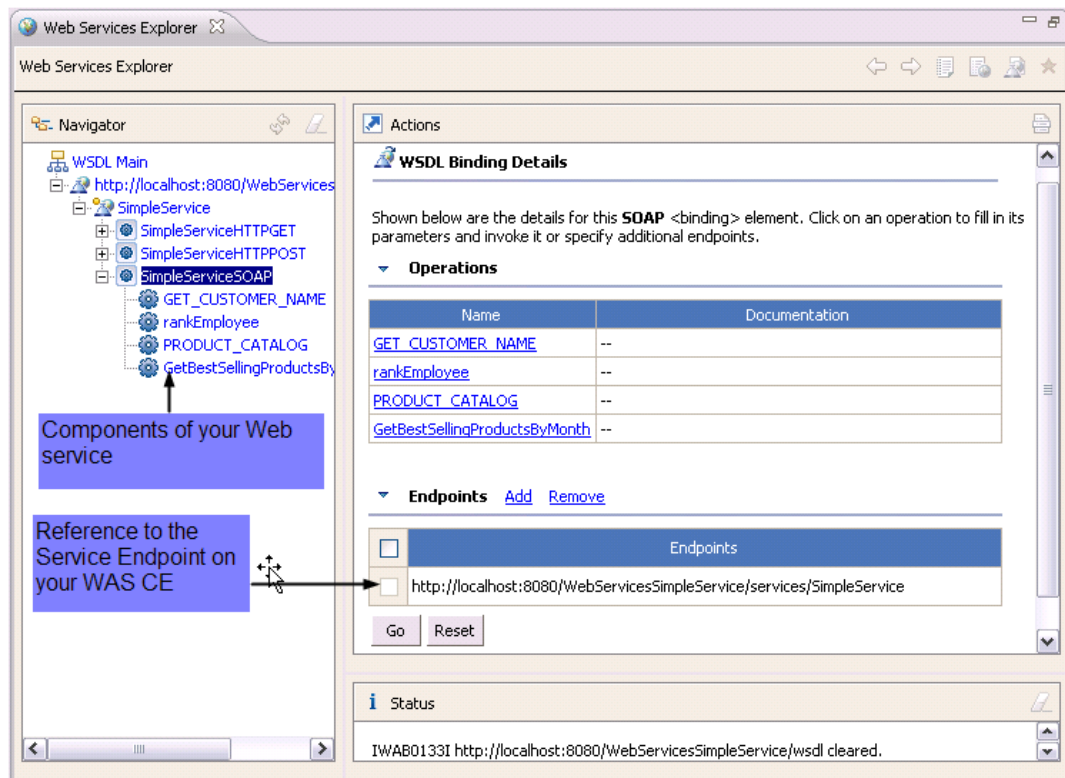 Web Services Explorer
Web Services Explorer
Navigator
WSDL Main
http://localhost:8080/WebServices
SimpleService
SimpleServiceHTTPGET
SimpleServiceHTTPPOST
SimpleServiceSOAP
GET_CUSTOMER_NAME
rankEmployee
PRODUCT_CATALOG
GetBestSellingProductsBy
Components of your Web
service
Reference to the
Service Endpoint on
your WAS CE
Actions
WSDL Binding Details
Shown below are the details for this SOAP <binding> element. Click on an operation to fill in its
parameters and invoke it or specify additional endpoints.
Operations
Name Documentation
GET_CUSTOMER_NAME --
rankEmployee --
PRODUCT_CATALOG --
GetBestSellingProductsByMonth --
Endpoints Add Remove
Endpoints
http://localhost:8080/WebServicesSimpleService/services/SimpleService
Go Reset
i Status
IWAB0133I http://localhost:8080/WebServicesSimpleService/wsdl cleared.